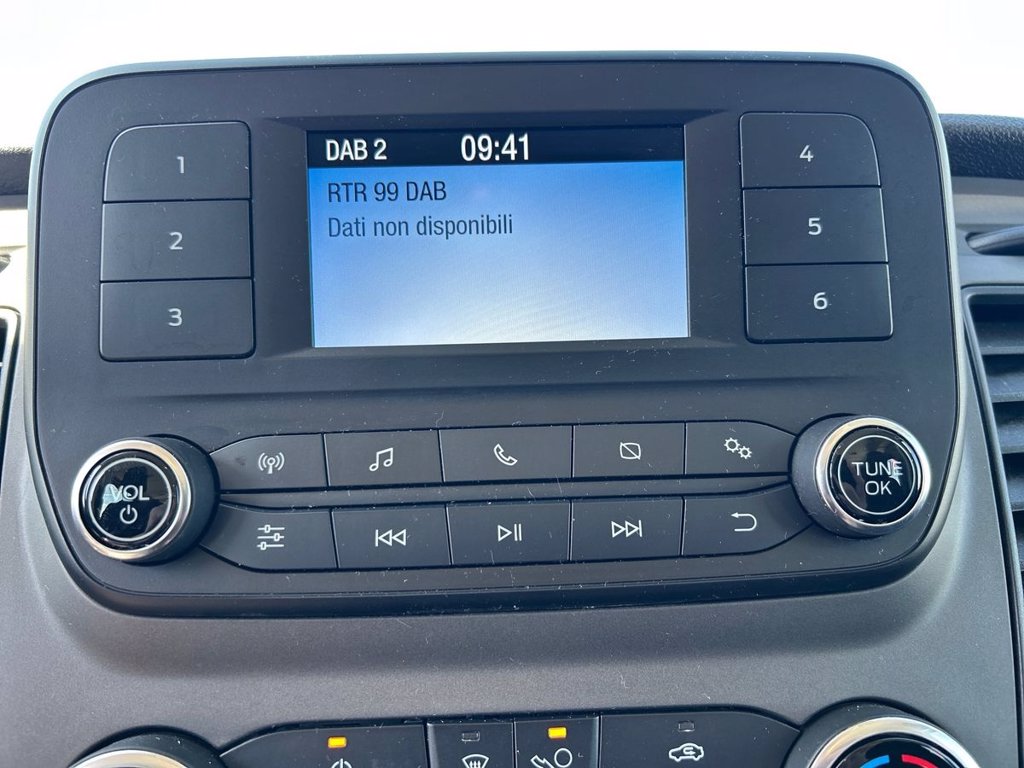 DAB 2 09:41
RTR 99 DAB
Dati non disponibili
1
2
3
4
5
6
VOL
TUNE
OK